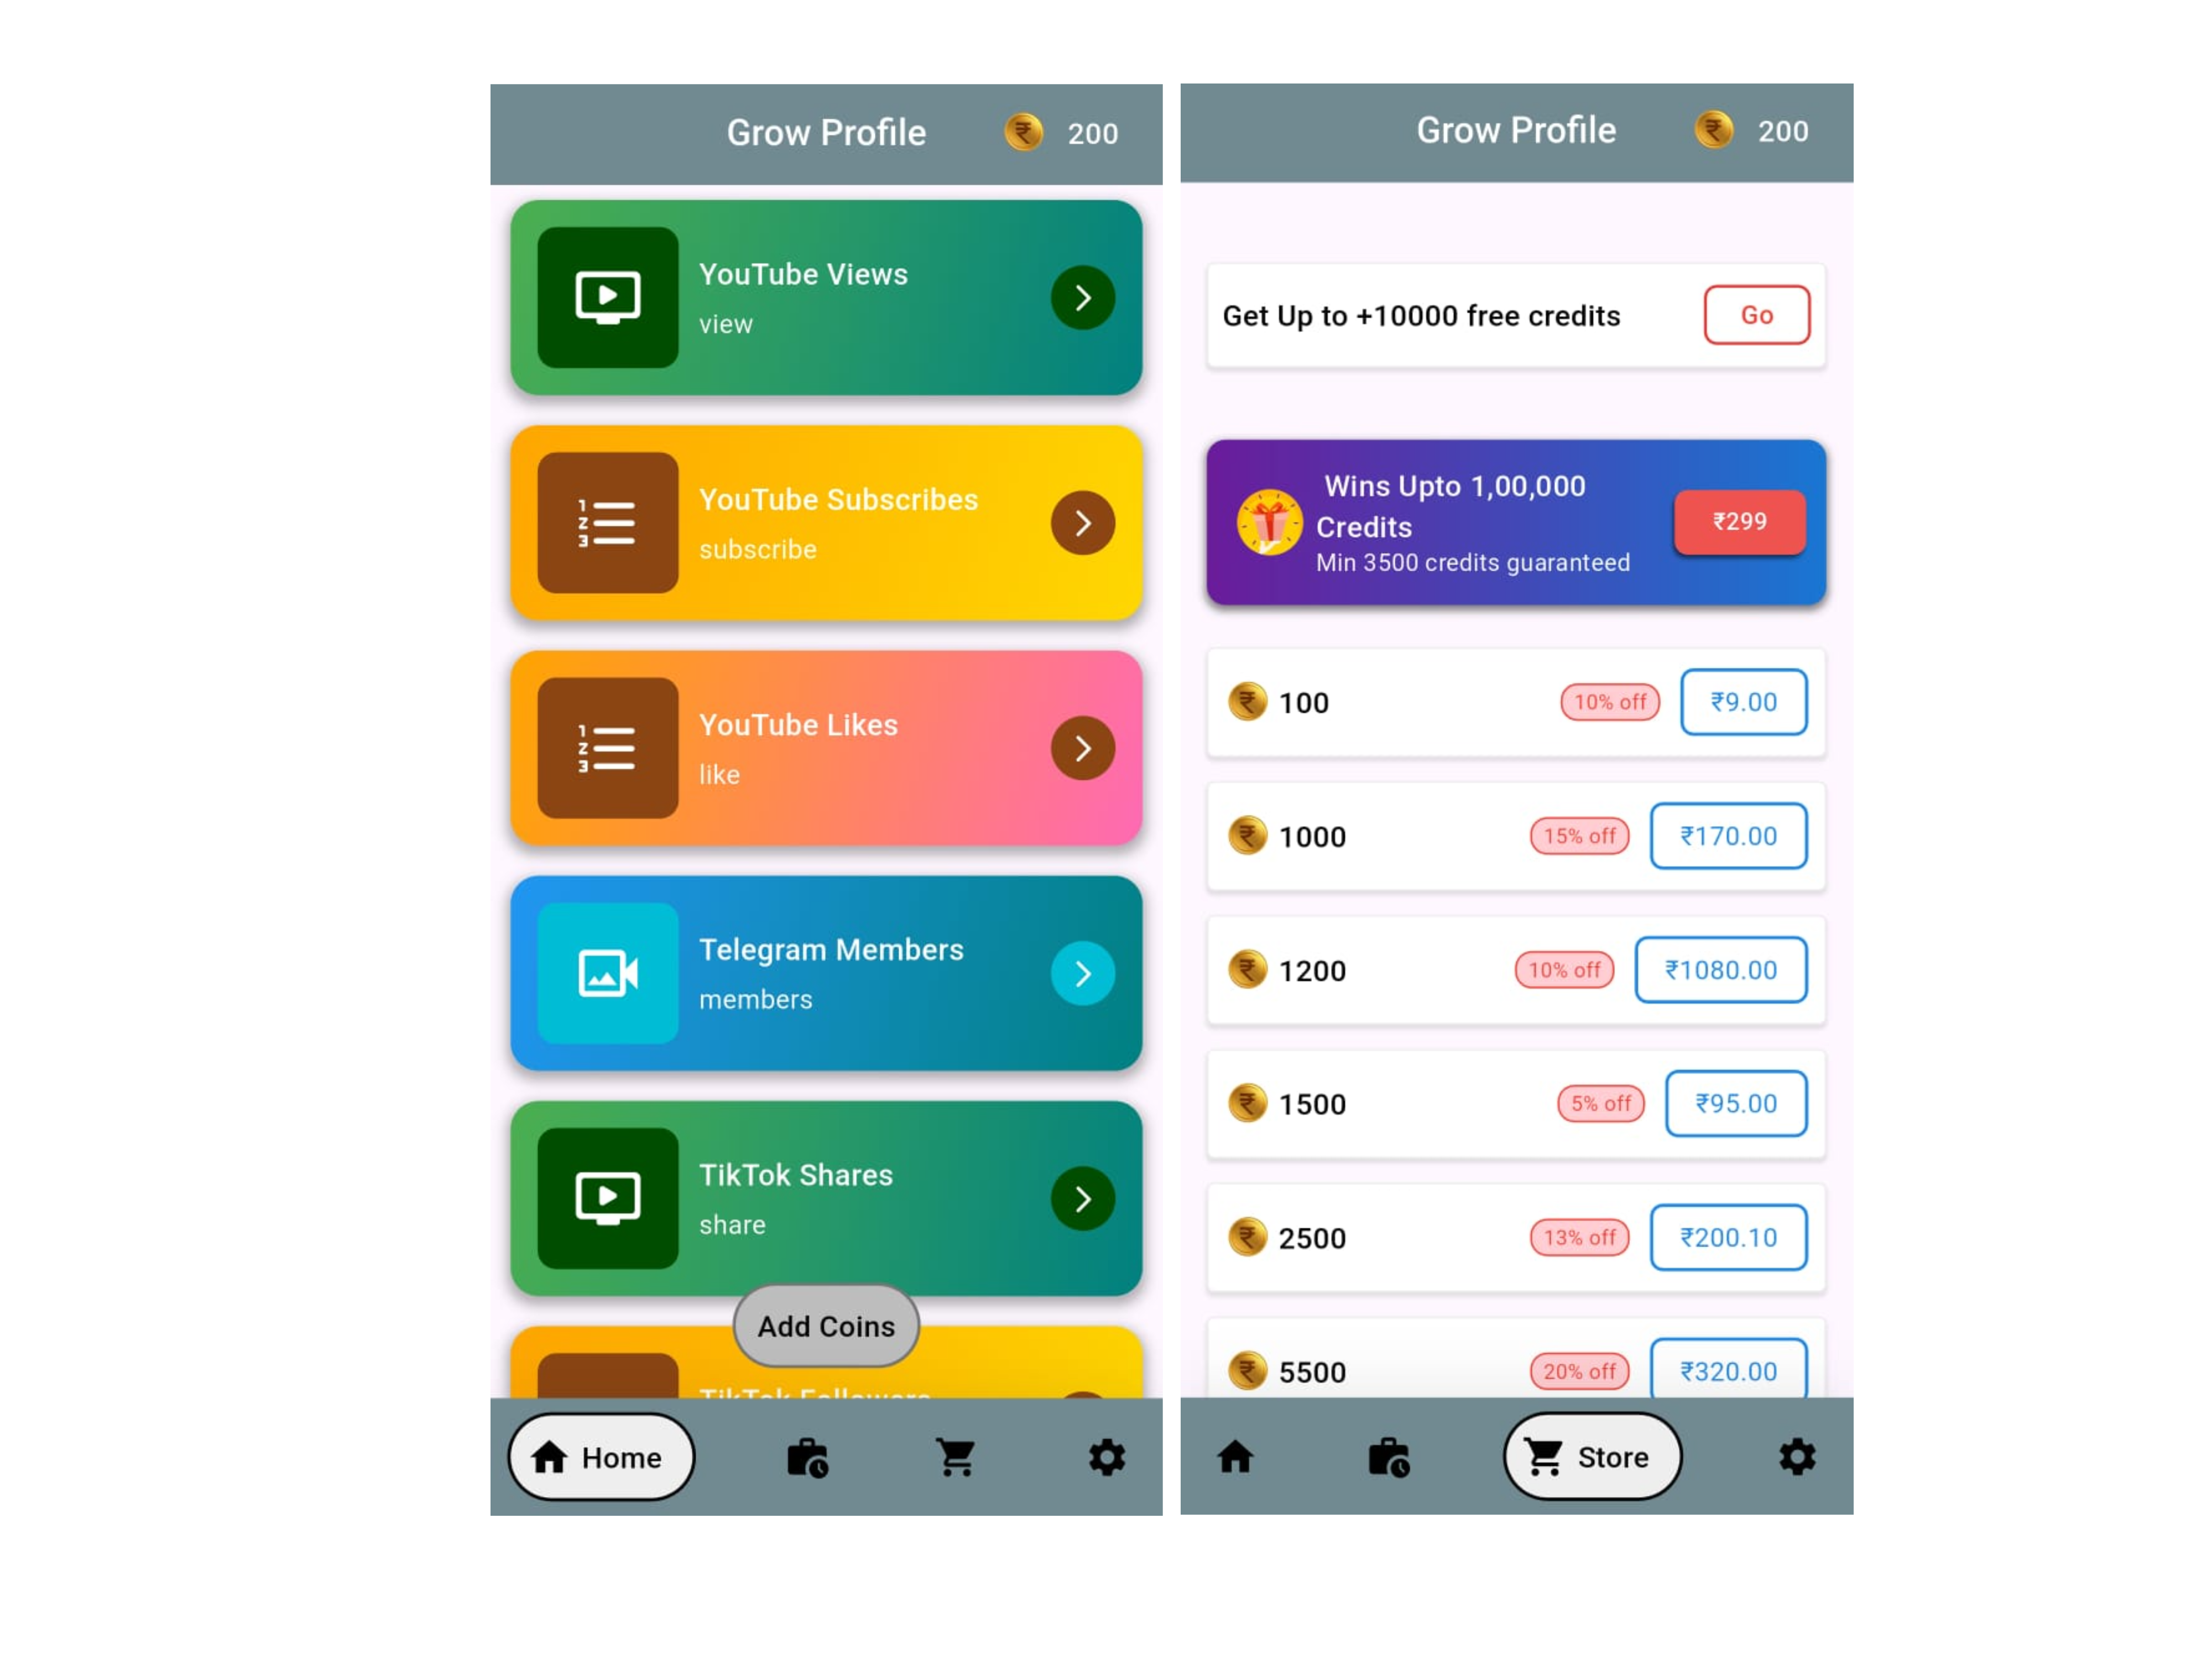 Grow Profile 200
YouTube Views
view
YouTube Subscribes
subscribe
YouTube Likes
like
Telegram Members
members
TikTok Shares
share
Add Coins
TikTok Followers
Home
Grow Profile 200
Get Up to +10000 free credits Go
Wins Upto 1,00,000
Credits
Min 3500 credits guaranteed
₹299
100 10% off ₹9.00
1000 15% off ₹170.00
1200 10% off ₹1080.00
1500 5% off ₹95.00
2500 13% off ₹200.10
5500 20% off ₹320.00
Store